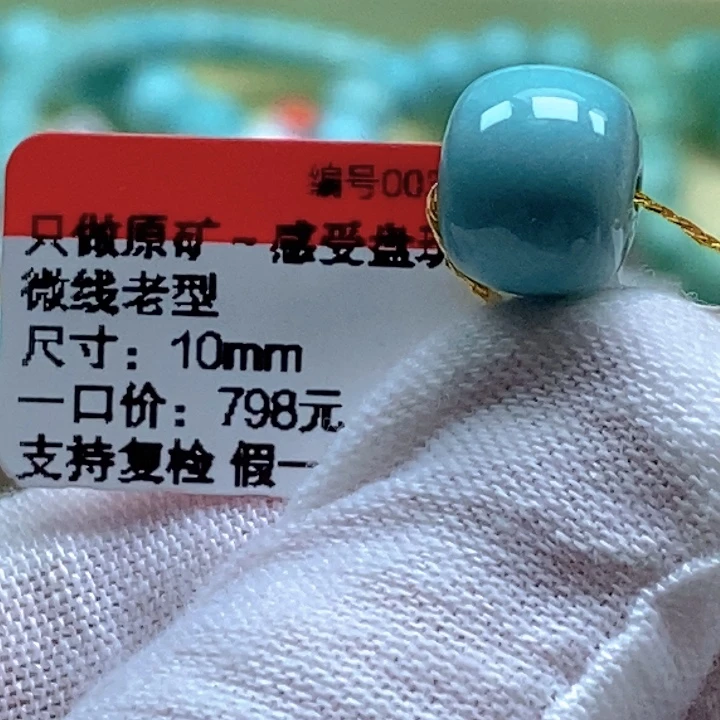 编号00
只做原矿 ~ 感受盘玩
微线老型
尺寸：10mm
一口价：798元
支持复检 假一